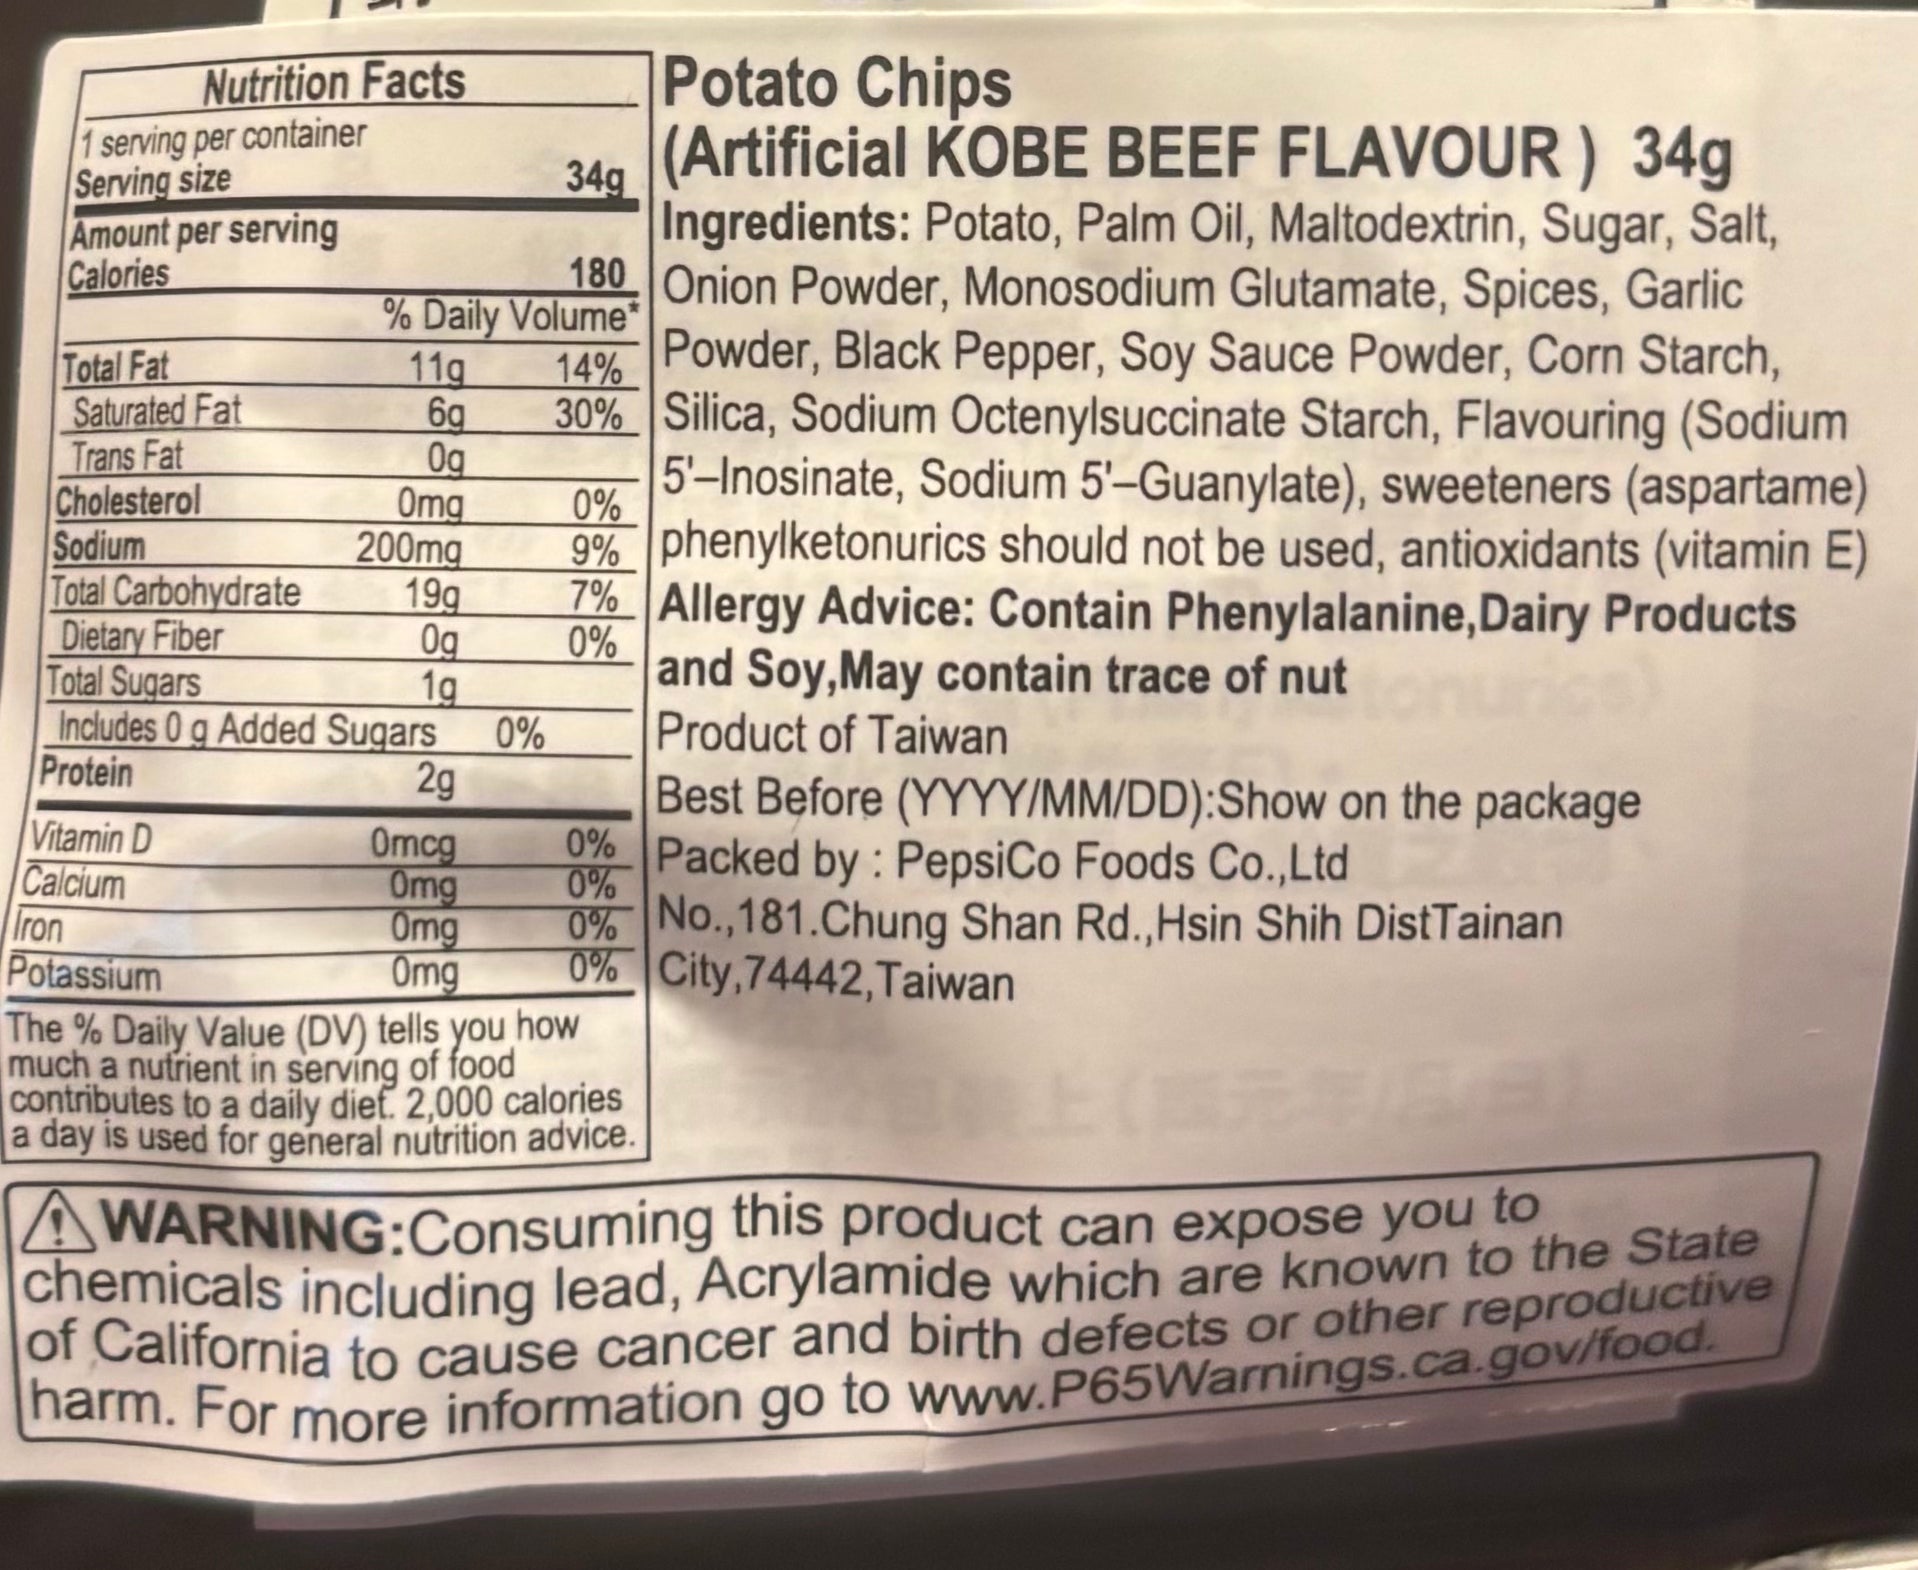 Nutrition Facts
1 serving per container
Serving size 34g
Amount per serving
Calories 180
% Daily Volume*
Total Fat 11g 14%
Saturated Fat 6g 30%
Trans Fat 0g
Cholesterol 0mg 0%
Sodium 200mg 9%
Total Carbohydrate 19g 7%
Dietary Fiber 0g 0%
Total Sugars 1g
Includes 0 g Added Sugars 0%
Protein 2g
Vitamin D 0mcg 0%
Calcium 0mg 0%
Iron 0mg 0%
Potassium 0mg 0%
The % Daily Value (DV) tells you how
much a nutrient in serving of food
contributes to a daily diet. 2,000 calories
a day is used for general nutrition advice.
Potato Chips
(Artificial KOBE BEEF FLAVOUR ) 34g
Ingredients: Potato, Palm Oil, Maltodextrin, Sugar, Salt,
Onion Powder, Monosodium Glutamate, Spices, Garlic
Powder, Black Pepper, Soy Sauce Powder, Corn Starch,
Silica, Sodium Octenylsuccinate Starch, Flavouring (Sodium
5'–Inosinate, Sodium 5'–Guanylate), sweeteners (aspartame)
phenylketonurics should not be used, antioxidants (vitamin E)
Allergy Advice: Contain Phenylalanine,Dairy Products
and Soy,May contain trace of nut
Product of Taiwan
Best Before (YYYY/MM/DD):Show on the package
Packed by : PepsiCo Foods Co.,Ltd
No.,181.Chung Shan Rd.,Hsin Shih DistTainan
City,74442,Taiwan
WARNING:Consuming this product can expose you to
chemicals including lead, Acrylamide which are known to the State
of California to cause cancer and birth defects or other reproductive
harm. For more information go to www.P65Warnings.ca.gov/food.